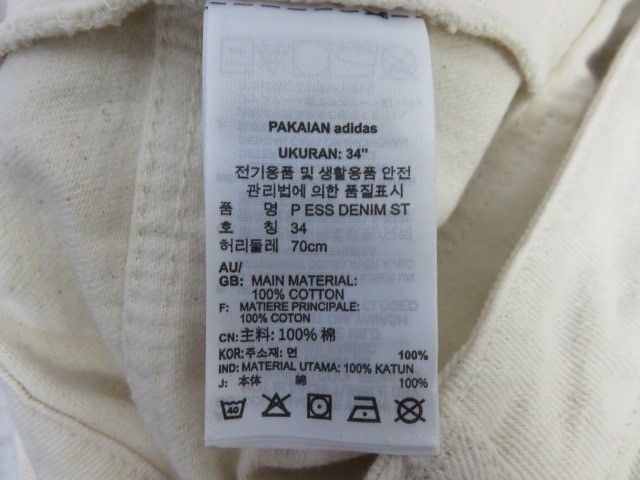 PAKAIAN adidas
UKURAN: 34"
전기용품 및 생활용품 안전
관리법에 의한 품질표시
품 명 P ESS DENIM ST
호 칭 34
허리둘레 70cm
AU/
GB: MAIN MATERIAL:
100% COTTON
F: MATIERE PRINCIPALE:
100% COTON
CN: 主料: 100% 棉
KOR: 주소재: 면 100%
IND: MATERIAL UTAMA: 100% KATUN
J: 本体 綿 100%
40